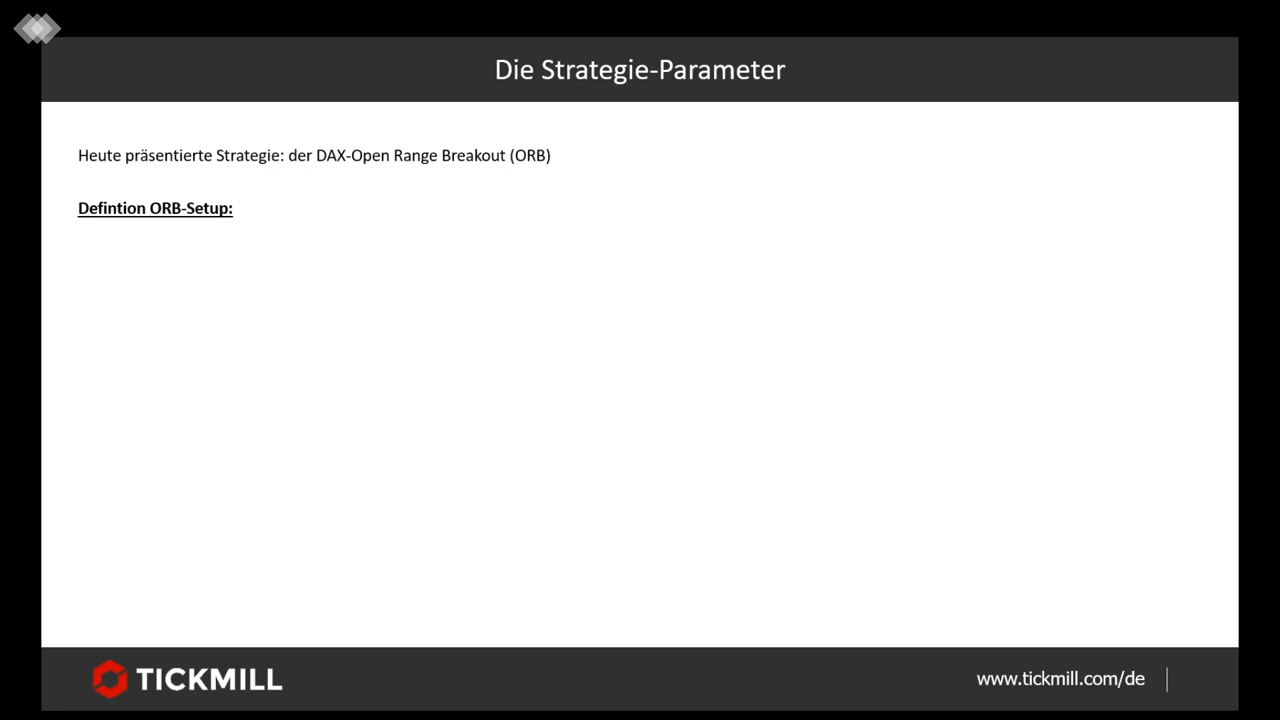 Die Strategie-Parameter
Heute präsentierte Strategie: der DAX-Open Range Breakout (ORB)
Defintion ORB-Setup:
TICKMILL
www.tickmill.com/de